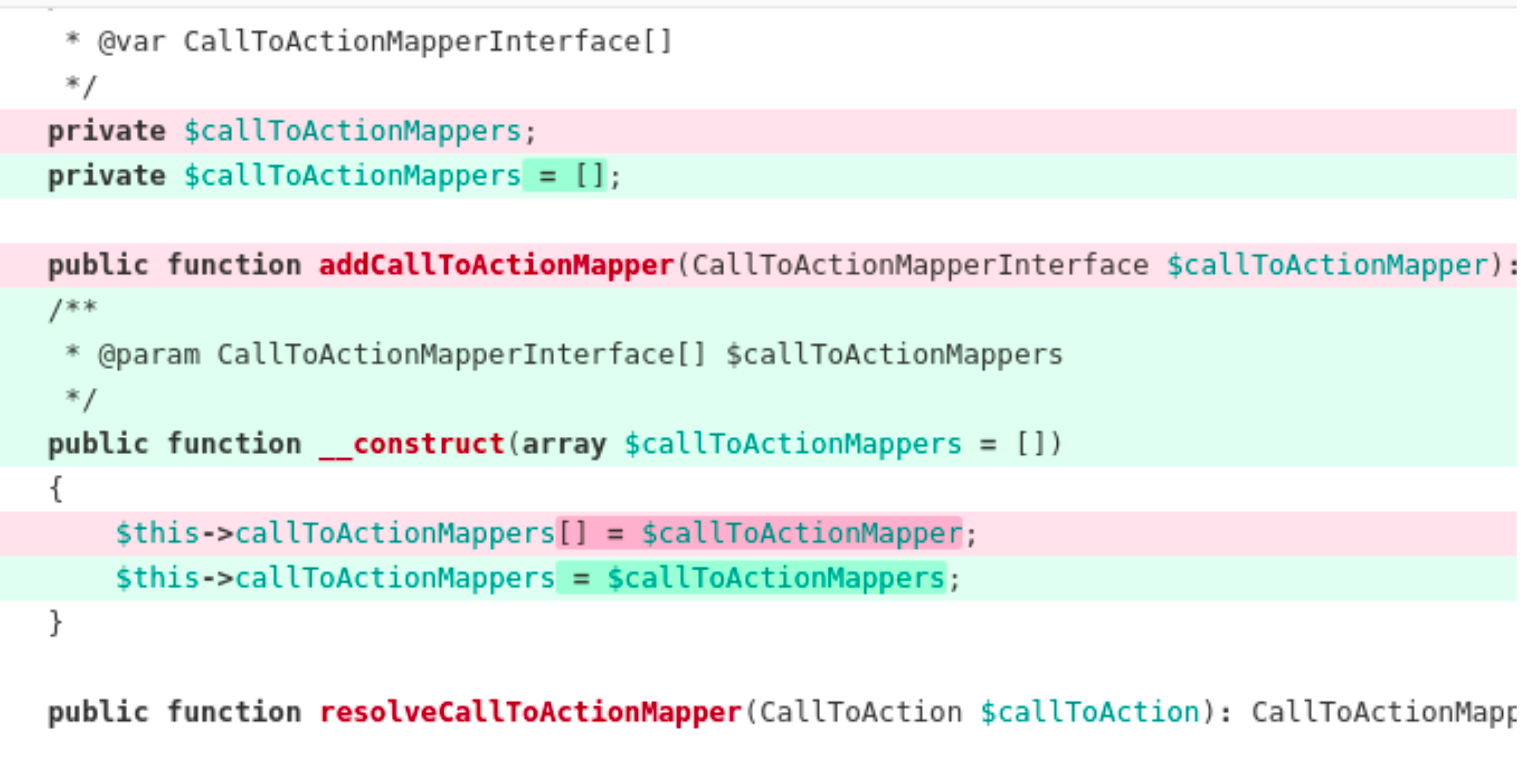 * @var CallToActionMapperInterface[]
*/
private $callToActionMappers;
private $callToActionMappers = [];
public function addCallToActionMapper(CallToActionMapperInterface $callToActionMapper):
/**
* @param CallToActionMapperInterface[] $callToActionMappers
*/
public function __construct(array $callToActionMappers = [])
{
$this->callToActionMappers[] = $callToActionMapper;
$this->callToActionMappers = $callToActionMappers;
}
public function resolveCallToActionMapper(CallToAction $callToAction): CallToActionMapp